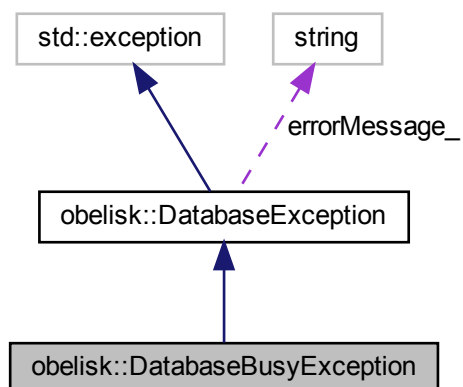 std::exception
string
errorMessage_
obelisk::DatabaseException
obelisk::DatabaseBusyException